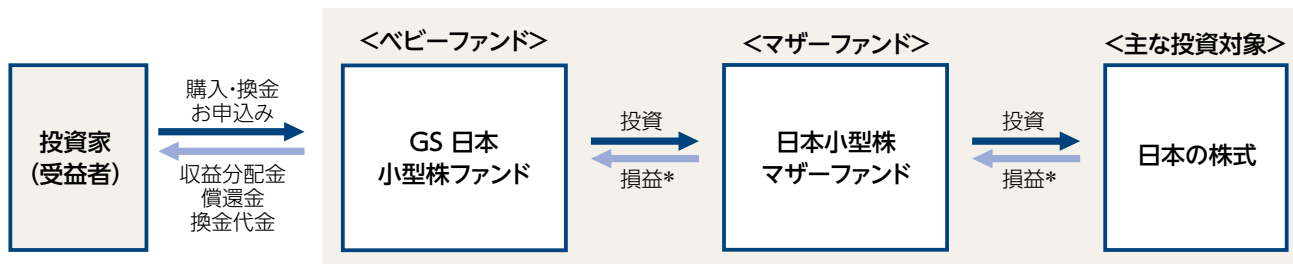 <ベビーファンド>
<マザーファンド>
<主な投資対象>
投資家
(受益者)
購入・換金
お申込み
収益分配金
償還金
換金代金
GS 日本
小型株ファンド
投資
損益*
日本小型株
マザーファンド
投資
損益*
日本の株式